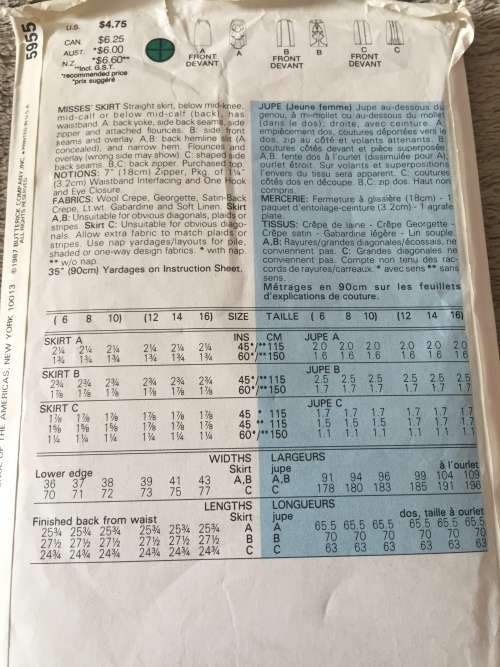 5955
U.S. $4.75
CAN. $6.25
AUST. *$6.00
N.Z. *$6.60**
**Incl. G.S.T.
*recommended price
*prix suggéré
A
FRONT
DEVANT
B
FRONT
DEVANT
C
FRONT
DEVANT
©1987 BUTTERICK COMPANY INC. • PRINTED IN U.S.A.
ALL RIGHTS RESERVED.
OF THE AMERICAS, NEW YORK 10013
MISSES' SKIRT Straight skirt, below mid-knee,
mid-calf or below mid-calf (back), has
waistband. A: back yoke, side back seams, side
zipper and attached flounces. B: side front
seams and overlay. A,B: back hemline slit (A:
concealed), and narrow hem. Flounces and
overlay (wrong side may show). C: shaped side
back seams. B,C: back zipper. Purchased top.
NOTIONS: 7" (18cm) Zipper, Pkg. of 1¼"
(3.2cm) Waistband Interfacing and One Hook
and Eye Closure.
FABRICS: Wool Crepe, Georgette, Satin-Back
Crepe, Lt.wt. Gabardine and Soft Linen. Skirt
A,B: Unsuitable for obvious diagonals, plaids or
stripes. Skirt C: Unsuitable for obvious diago-
nals. Allow extra fabric to match plaids or
stripes. Use nap yardages/layouts for pile,
shaded or one-way design fabrics. * with nap.
** w/o nap.
35" (90cm) Yardages on Instruction Sheet.
JUPE (Jeune femme) Jupe au-dessous du
genou, à mi-mollet ou au-dessous du mollet
(dans le dos); droite, avec ceinture. A:
empiècement dos, coutures déportées vers le
dos, zip au côté et volants attenants. B:
coutures côtés devant et pièce superposée.
A,B: fente dos à l'ourlet (dissimulée pour A);
ourlet étroit. Sur volants et superpositions
l'envers du tissu sera apparent. C: coutures
côtés dos en découpe. B,C: zip dos. Haut non
compris.
MERCERIE: Fermeture à glissière (18cm) - 1
paquet d'entoilage-ceinture (3.2cm) - 1 agrafe
plate.
TISSUS: Crêpe de laine - Crêpe Georgette -
Crêpe-satin - Gabardine légère - Lin souple.
A,B: Rayures/grandes diagonales/écossais, ne
conviennent pas. C: Grandes diagonales ne
conviennent pas. Compte non tenu des rac-
cords de rayures/carreaux. * avec sens ** sans
sens.
Métrages en 90cm sur les feuillets
d'explications de couture.
( 6 8 10) (12 14 16) SIZE TAILLE ( 6 8 10) (12 14 16)
SKIRT A INS CM JUPE A
2¼ 2¼ 2¼ 2¼ 2¼ 2¼ 45*/** 115 2.0 2.0 2.0 2.0 2.0 2.0
1¾ 1¾ 1¾ 1¾ 1¾ 1¾ 60*/** 150 1.6 1.6 1.6 1.6 1.6 1.6
SKIRT B JUPE B
2¾ 2¾ 2¾ 2¾ 2¾ 2¾ 45*/** 115 2.5 2.5 2.5 2.5 2.5 2.5
1⅞ 1⅞ 1⅞ 1⅞ 1⅞ 1⅞ 60*/** 150 1.7 1.7 1.7 1.7 1.7 1.7
SKIRT C JUPE C
1⅞ 1⅞ 1⅞ 1⅞ 1⅞ 1⅞ 45 * 115 1.7 1.7 1.7 1.7 1.7 1.7
1⅝ 1⅝ 1⅝ 1⅝ 1⅝ 1⅝ 45 ** 115 1.5 1.5 1.5 1.5 1.5 1.5
1¼ 1¼ 1¼ 1¼ 1¼ 1¼ 60*/** 150 1.1 1.1 1.1 1.1 1.1 1.1
WIDTHS LARGEURS
Lower edge Skirt jupe à l'ourlet
36 37 38 39 41 43 A,B A,B 91 94 96 99 104 109
70 71 72 73 75 77 C C 178 180 183 185 191 196
LENGTHS LONGUEURS
Finished back from waist Skirt jupe dos, taille à ourlet
25¾ 25¾ 25¾ 25¾ 25¾ 25¾ A A 65.5 65.5 65.5 65.5 65.5 65.5
27½ 27½ 27½ 27½ 27½ 27½ B B 70 70 70 70 70 70
24¾ 24¾ 24¾ 24¾ 24¾ 24¾ C C 63 63 63 63 63 63